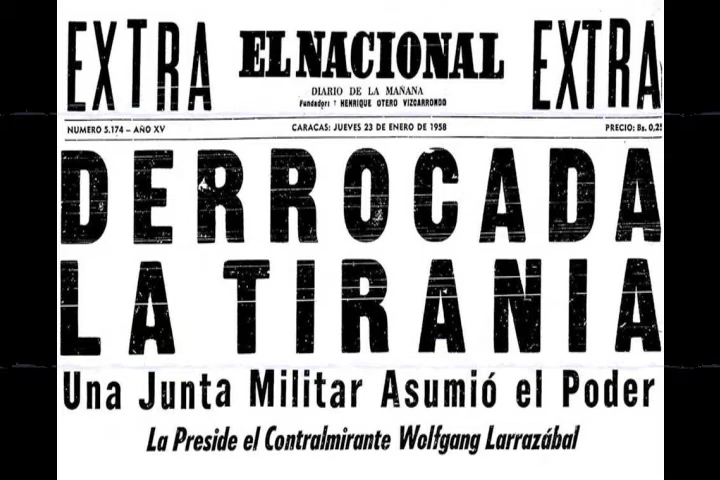 EXTRA EL NACIONAL EXTRA
DIARIO DE LA MAÑANA
Fundador: † HENRIQUE OTERO VIZCARRONDO
NUMERO 5.174 — AÑO XV CARACAS: JUEVES 23 DE ENERO DE 1958 PRECIO: Bs. 0,25
DERROCADA
LA TIRANIA
Una Junta Militar Asumió el Poder
La Preside el Contralmirante Wolfgang Larrazábal